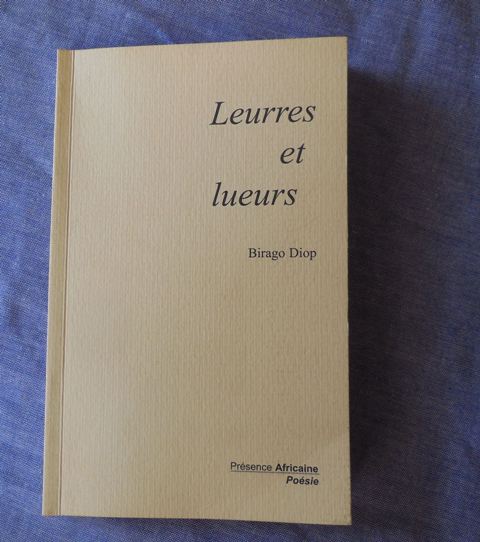 Leurres
et
lueurs
Birago Diop
Présence Africaine
Poésie